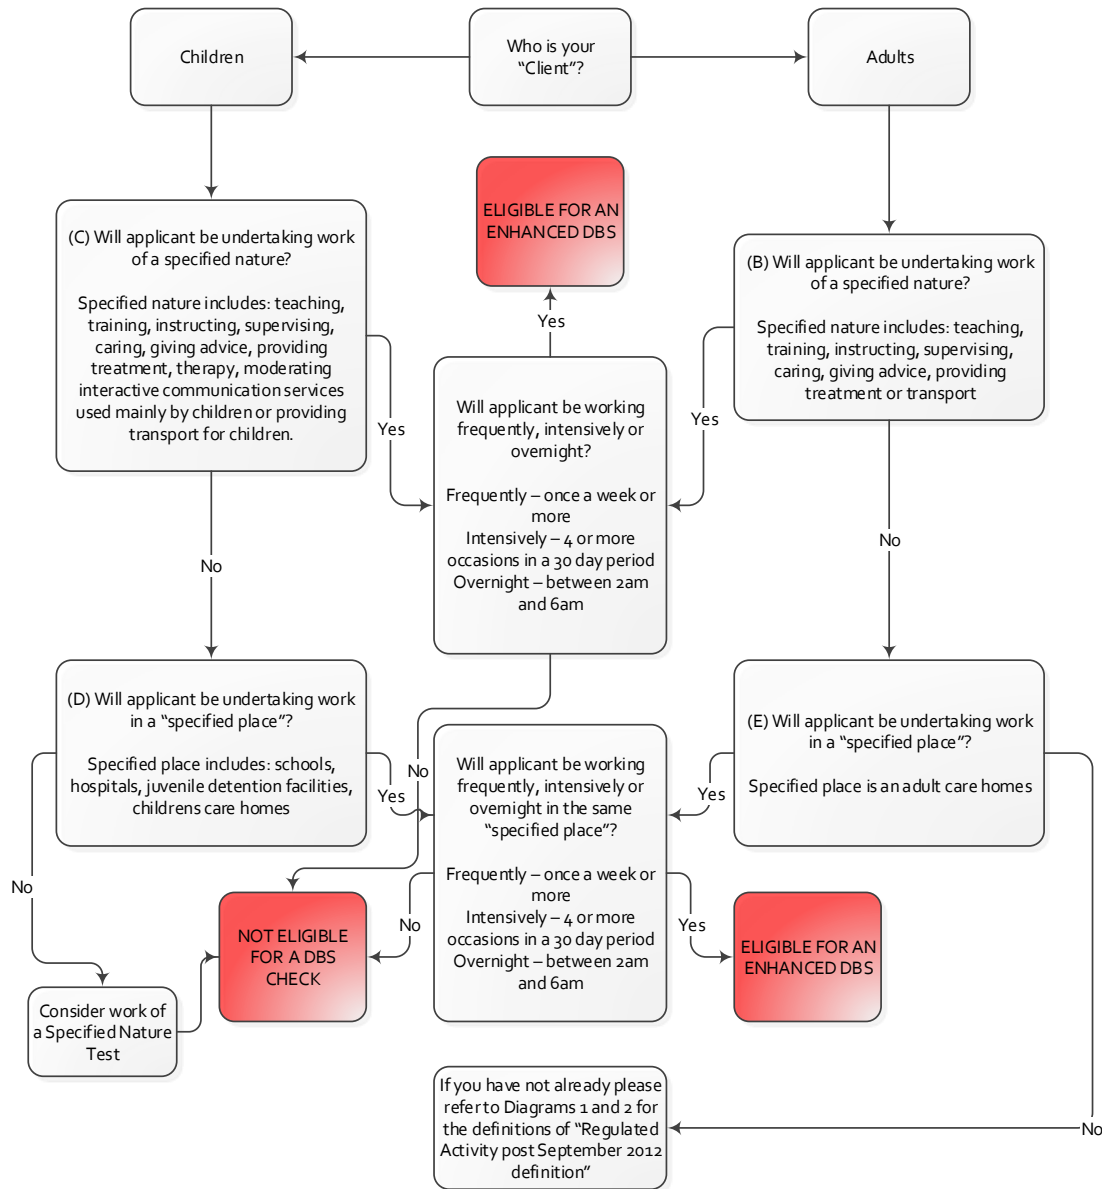 Children
Who is your
“Client”?
Adults
ELIGIBLE FOR AN
ENHANCED DBS
(C) Will applicant be undertaking work
of a specified nature?
Specified nature includes: teaching,
training, instructing, supervising,
caring, giving advice, providing
treatment, therapy, moderating
interactive communication services
used mainly by children or providing
transport for children.
(B) Will applicant be undertaking work
of a specified nature?
Specified nature includes: teaching,
training, instructing, supervising,
caring, giving advice, providing
treatment or transport
Yes
Yes
Yes
Will applicant be working
frequently, intensively or
overnight?
Frequently – once a week or
more
Intensively – 4 or more
occasions in a 30 day period
Overnight – between 2am
and 6am
No
No
(D) Will applicant be undertaking work
in a “specified place”?
Specified place includes: schools,
hospitals, juvenile detention facilities,
childrens care homes
No
Yes
Will applicant be working
frequently, intensively or
overnight in the same
“specified place”?
Frequently – once a week or
more
Intensively – 4 or more
occasions in a 30 day period
Overnight – between 2am
and 6am
Yes
(E) Will applicant be undertaking work
in a “specified place”?
Specified place is an adult care homes
No
No
Yes
NOT ELIGIBLE
FOR A DBS
CHECK
ELIGIBLE FOR AN
ENHANCED DBS
Consider work of
a Specified Nature
Test
If you have not already please
refer to Diagrams 1 and 2 for
the definitions of “Regulated
Activity post September 2012
definition”
No